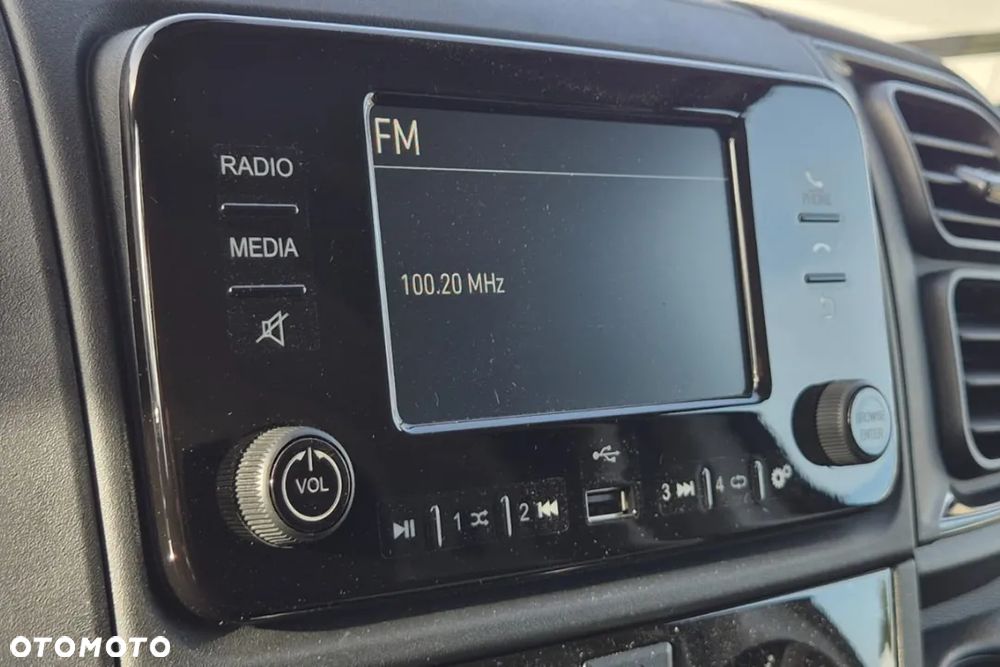 FM
RADIO
PHONE
MEDIA
100.20 MHz
VOL
BROWSE
ENTER
1
2
3
4
OTOMOTO